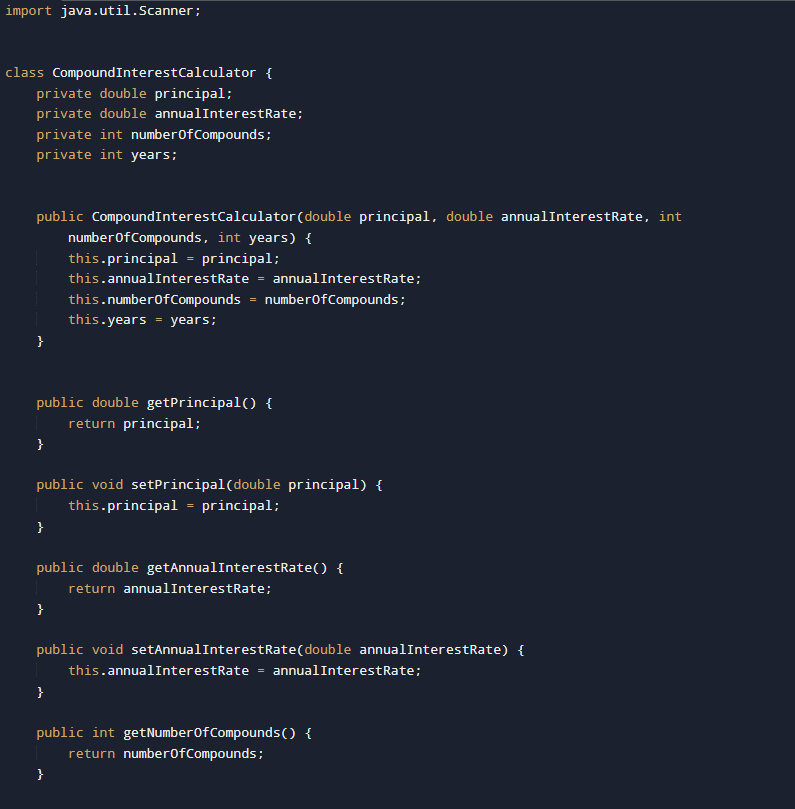 import java.util.Scanner;
class CompoundInterestCalculator {
private double principal;
private double annualInterestRate;
private int numberOfCompounds;
private int years;
public CompoundInterestCalculator(double principal, double annualInterestRate, int
numberOfCompounds, int years) {
this.principal = principal;
this.annualInterestRate = annualInterestRate;
this.numberOfCompounds = numberOfCompounds;
this.years = years;
}
public double getPrincipal() {
return principal;
}
public void setPrincipal(double principal) {
this.principal = principal;
}
public double getAnnualInterestRate() {
return annualInterestRate;
}
public void setAnnualInterestRate(double annualInterestRate) {
this.annualInterestRate = annualInterestRate;
}
public int getNumberOfCompounds() {
return numberOfCompounds;
}